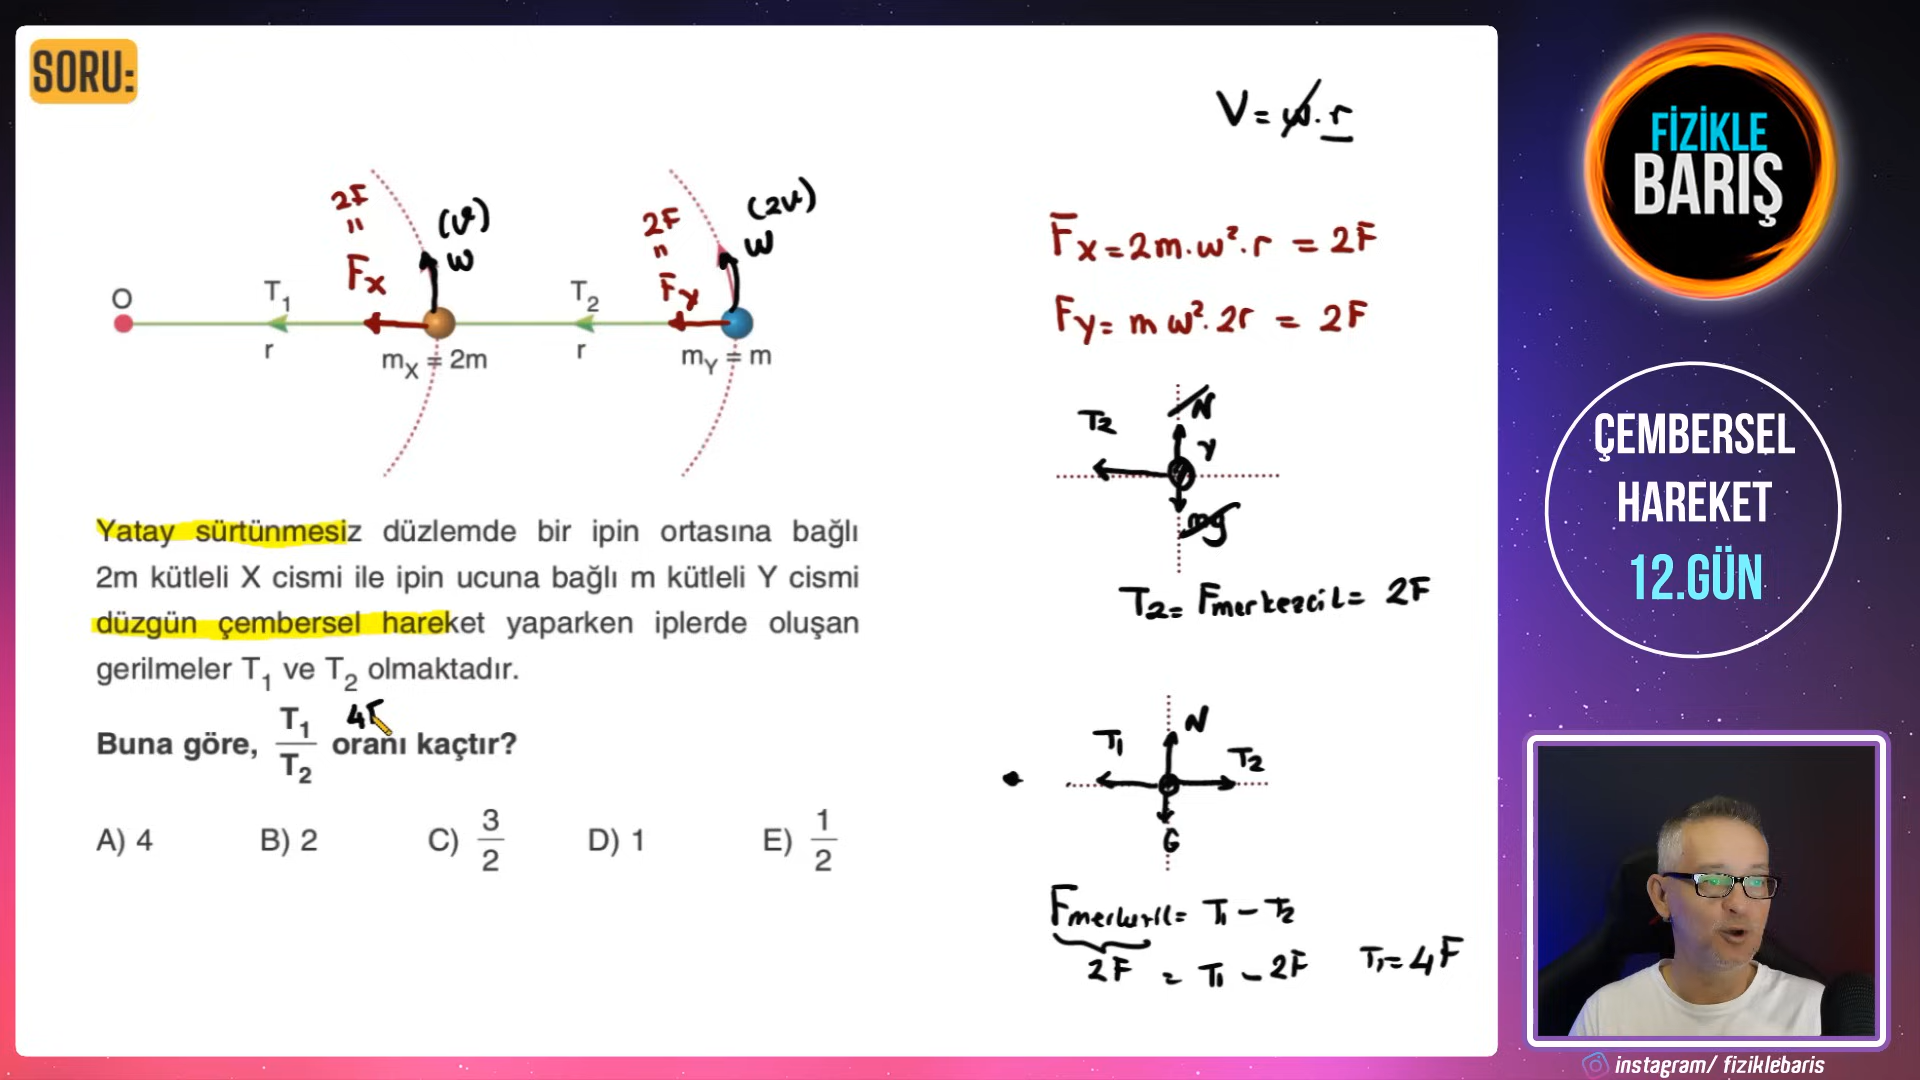 SORU:
V = w. r
2F
=
Fx
(v)
w
2F
=
Fy
(2v)
w
O
T1
T2
r
r
mX = 2m
mY = m
Fx = 2m. w². r = 2F
Fy = m w². 2r = 2F
T2
N
Y
mg
T2 = Fmerkezcil = 2F
Yatay sürtünmesiz düzlemde bir ipin ortasına bağlı
2m kütleli X cismi ile ipin ucuna bağlı m kütleli Y cismi
düzgün çembersel hareket yaparken iplerde oluşan
gerilmeler T1 ve T2 olmaktadır.
Buna göre, T1/T2 oranı kaçtır?
4F
A) 4 B) 2 C) 3/2 D) 1 E) 1/2
T1
N
T2
G
= T1 - T2
2F = T1 - 2F T1 = 4F
FİZİKLE
BARIŞ
ÇEMBERSEL
HAREKET
12.GÜN
instagram/ fiziklebaris